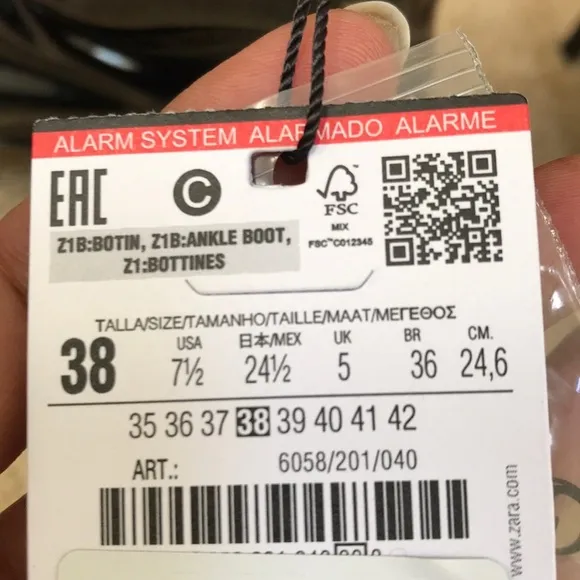 ALARM SYSTEM ALARMADO ALARME
EAC
C
FSC
MIX
FSC™C012345
Z1B:BOTIN, Z1B:ANKLE BOOT,
Z1:BOTTINES
TALLA/SIZE/TAMANHO/TAILLE/MAAT/ΜΕΓΕΘΟΣ
USA 日本/MEX UK BR CM.
38 7½ 24½ 5 36 24,6
35 36 37 38 39 40 41 42
ART.: 6058/201/040
www.zara.com